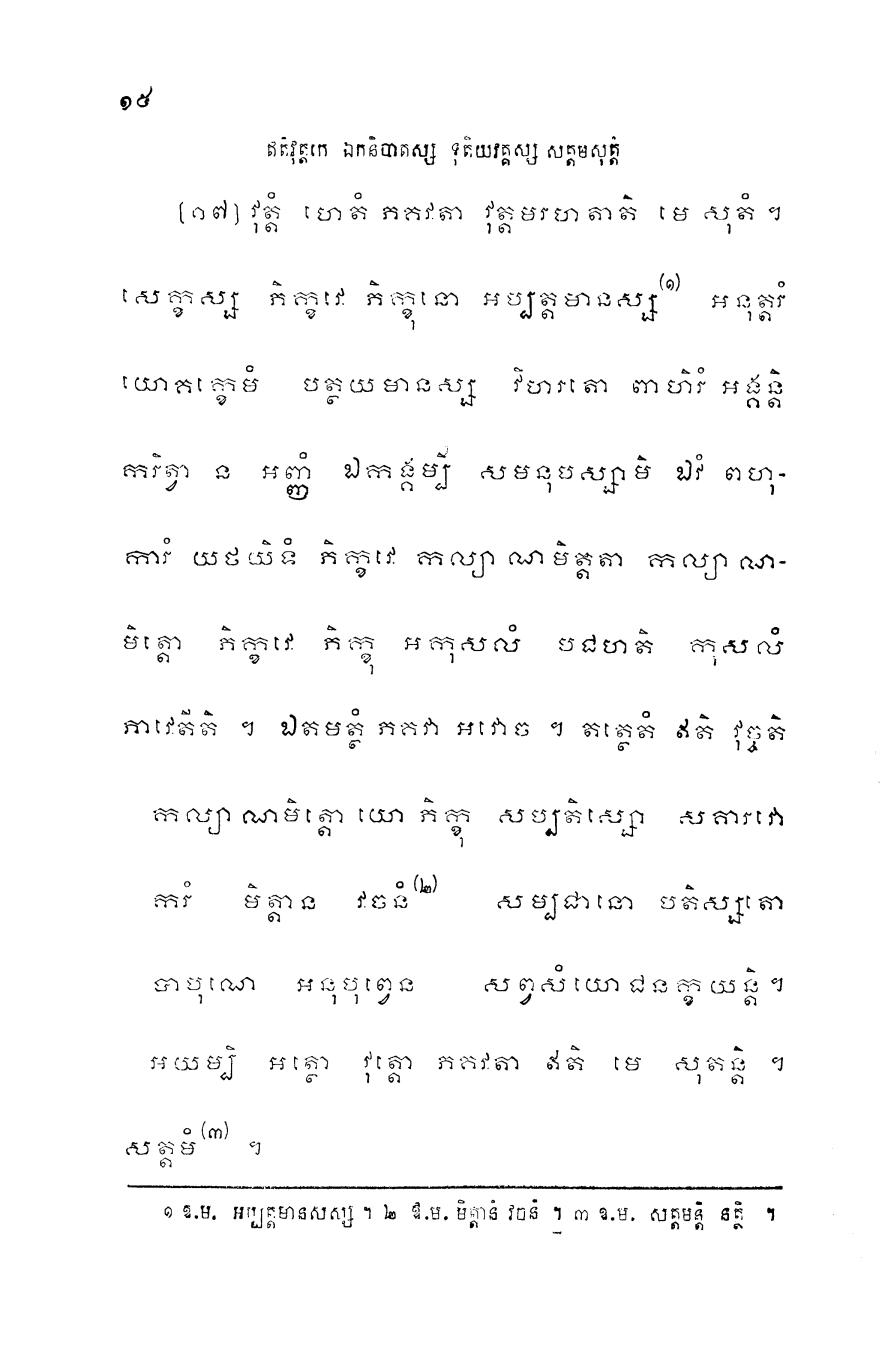 ១៥
ឥតិវុត្តកេ ឯកនិបាតស្ស ទុតិយវគ្គស្ស សត្តមសុត្តំ
[១៧] វុត្តំ ហេតំ ភគវតា វុត្តមរហតាតិ មេ សុតំ ។
សេក្ខស្ស ភិក្ខវេ ភិក្ខុនោ អប្បត្តមានស្ស(១) អនុត្តរំ
យោគក្ខេមំ បត្ថយមានស្ស វិហរតោ ពាហិរំ អង្គន្តិ
ករិត្វា ន អញ្ញំ ឯកង្គម្បិ សមនុបស្សាមិ ឯវំ ពហុ-
ការំ យថយិទំ ភិក្ខវេ កល្យាណមិត្តតា កល្យាណ-
មិត្តោ ភិក្ខវេ ភិក្ខុ អកុសលំ បជហតិ កុសលំ
ភាវេតីតិ ។ ឯតមត្ថំ ភគវា អវោច ។ តត្ថេតំ ឥតិ វុច្ចតិ
កល្យាណមិត្តោ យោ ភិក្ខុ សប្បតិស្សោ សគារវោ
ករំ មិត្តាន វចនំ(២) សម្បជានោ បតិស្សតោ
បាបុណេ អនុបុព្វេន សព្វសំយោជនក្ខយន្តិ ។
អយម្បិ អត្ថោ វុត្តោ ភគវតា ឥតិ មេ សុតន្តិ ។
សត្តមំ(៣) ។
១ ឱ.ម. អប្បត្តមានសស្ស ។ ២ ឱ.ម. មិត្តានំ វចនំ ។ ៣ ឱ.ម. សត្តមន្តិ នត្ថិ ។